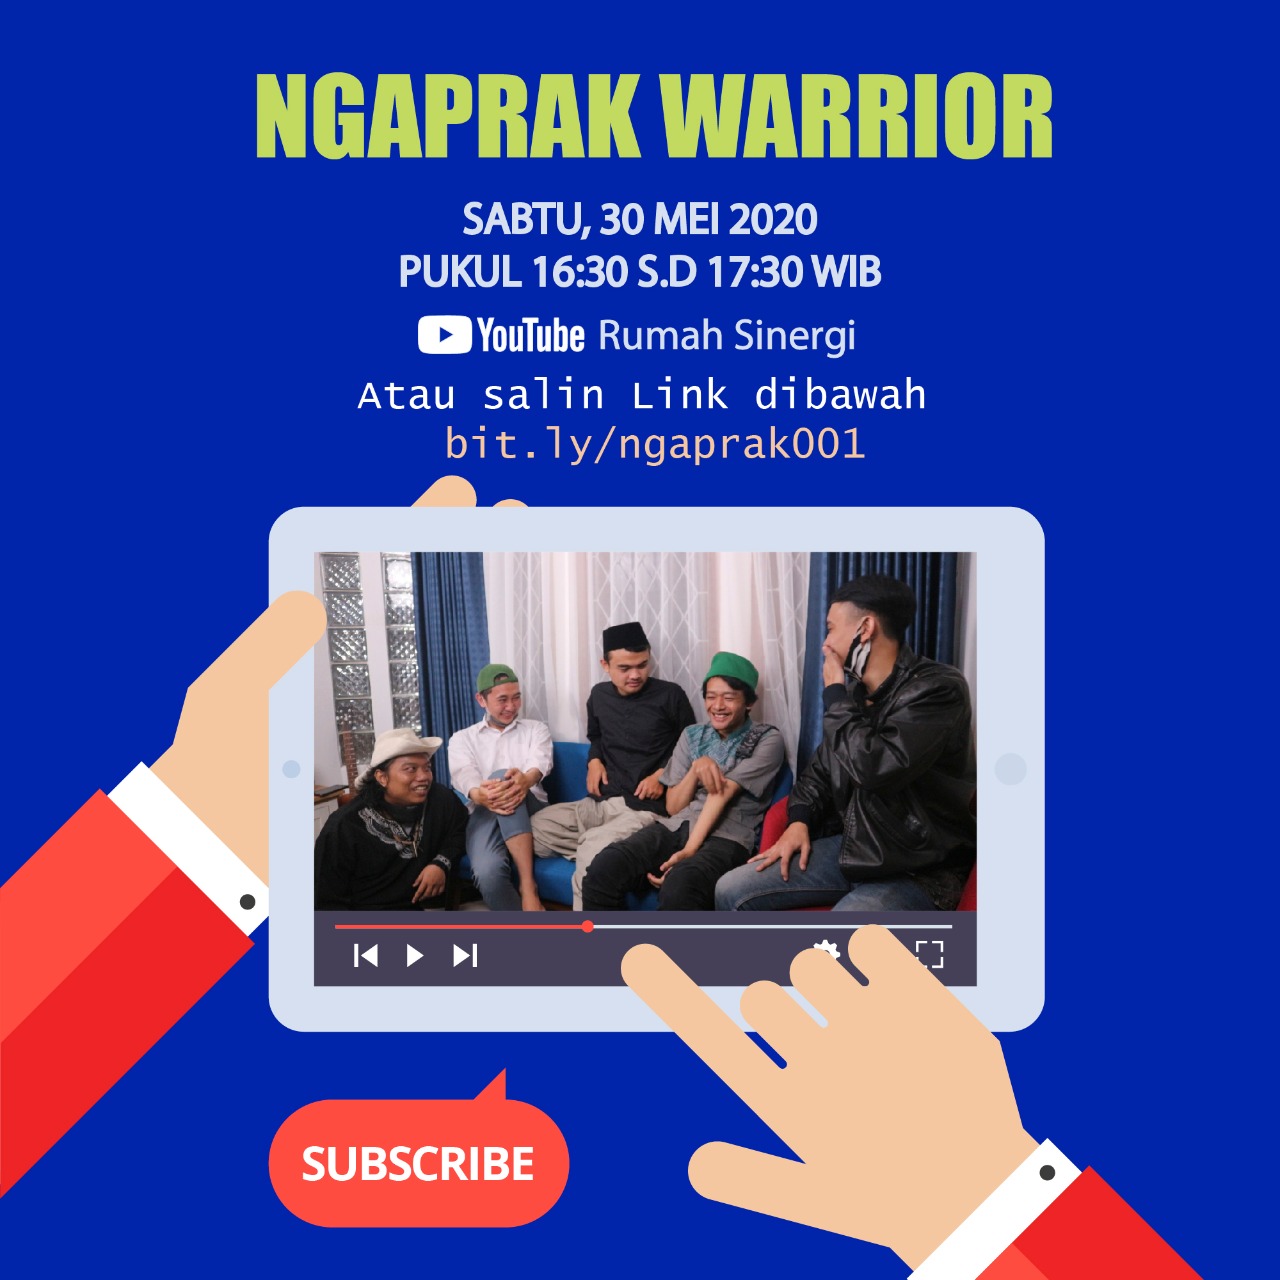 NGAPRAK WARRIOR
SABTU, 30 MEI 2020
PUKUL 16:30 S.D 17:30 WIB
YouTube Rumah Sinergi
Atau salin Link dibawah
bit.ly/ngaprak001
SUBSCRIBE